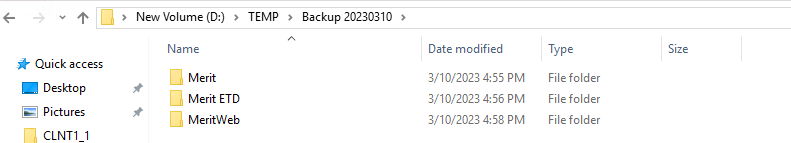 New Volume (D:) › TEMP › Backup 20230310 ›
Name Date modified Type Size
Quick access
Merit 3/10/2023 4:55 PM File folder
Desktop
Merit ETD 3/10/2023 4:56 PM File folder
Pictures
MeritWeb 3/10/2023 4:58 PM File folder
CLNT1_1